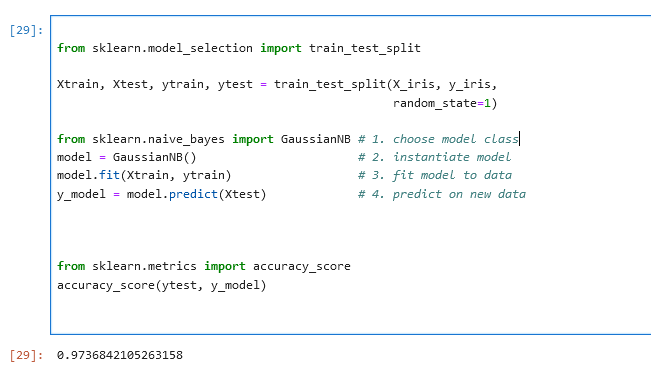 [29]:
from sklearn.model_selection import train_test_split
Xtrain, Xtest, ytrain, ytest = train_test_split(X_iris, y_iris,
random_state=1)
from sklearn.naive_bayes import GaussianNB # 1. choose model class
model = GaussianNB() # 2. instantiate model
model.fit(Xtrain, ytrain) # 3. fit model to data
y_model = model.predict(Xtest) # 4. predict on new data
from sklearn.metrics import accuracy_score
accuracy_score(ytest, y_model)
[29]: 0.9736842105263158